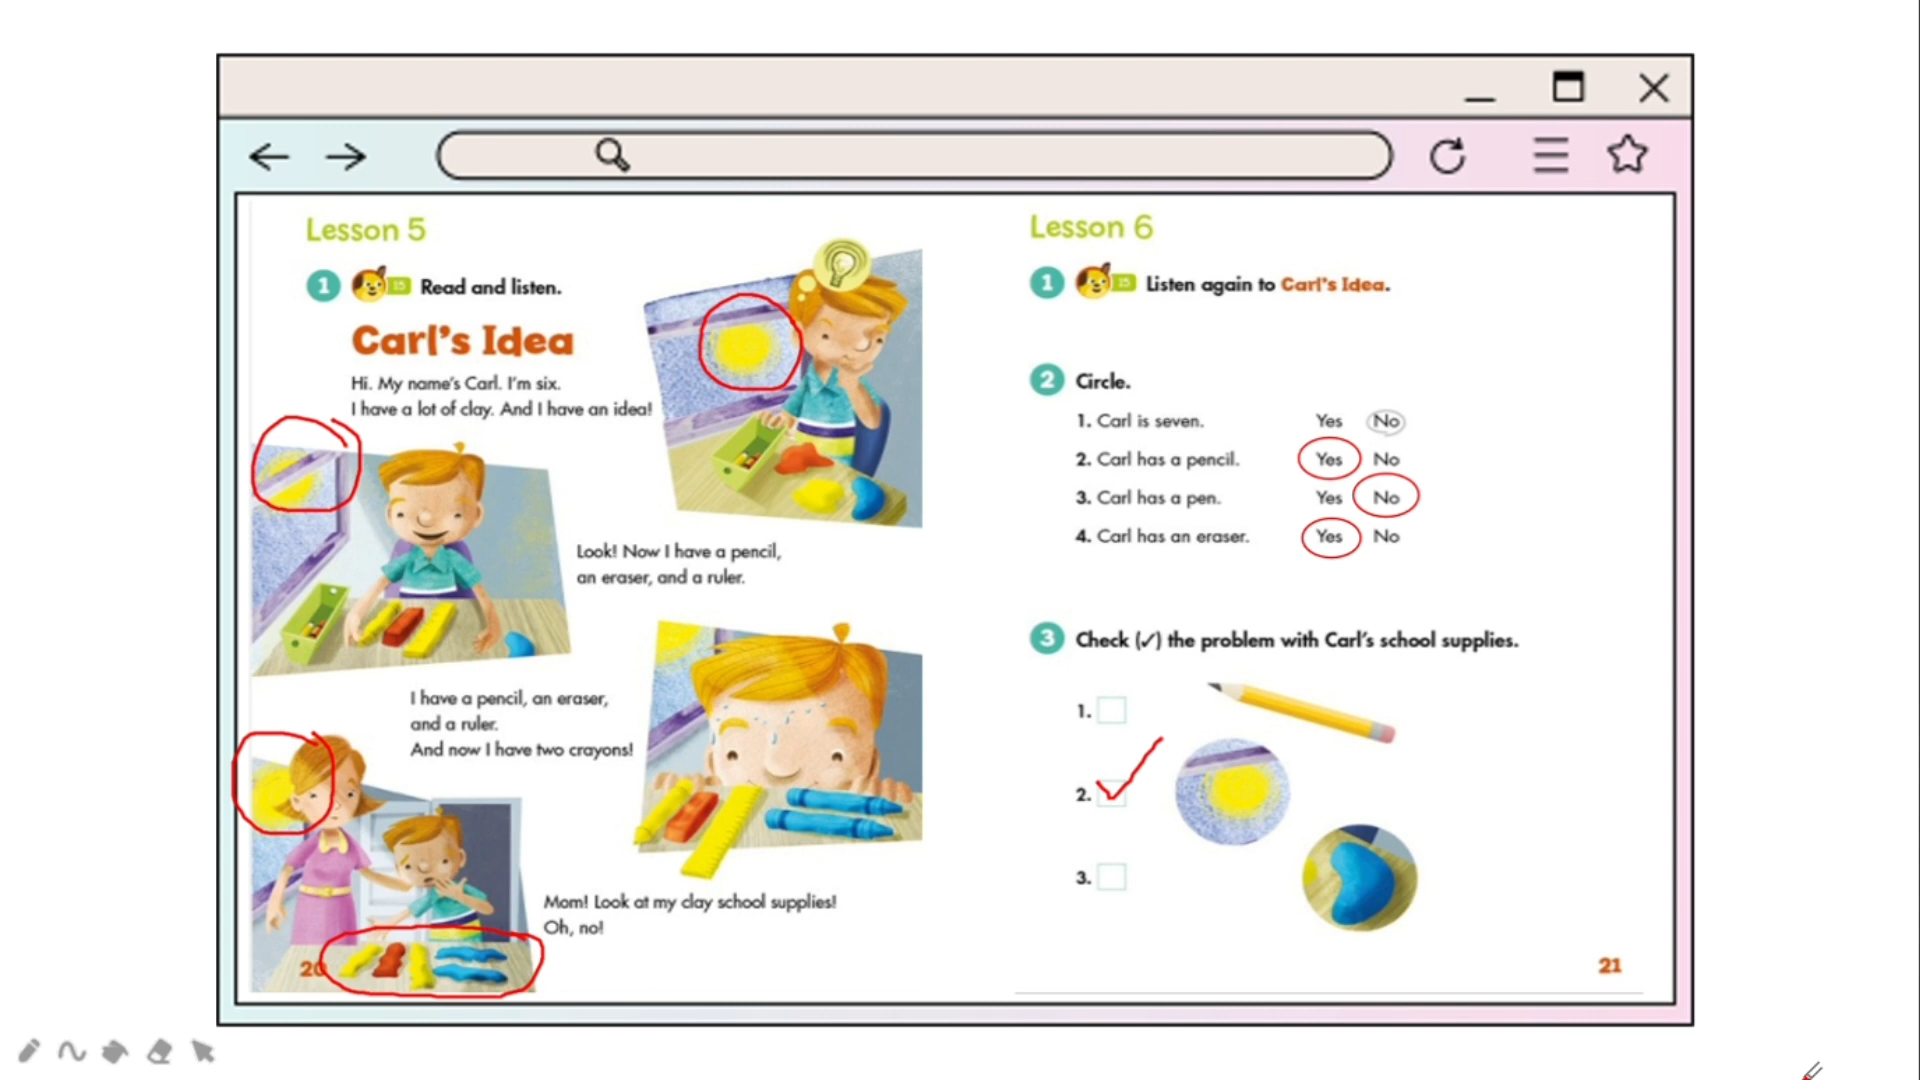 Lesson 5
1 15 Read and listen.
Carl's Idea
Hi. My name's Carl. I'm six.
I have a lot of clay. And I have an idea!
Look! Now I have a pencil,
an eraser, and a ruler.
I have a pencil, an eraser,
and a ruler.
And now I have two crayons!
Mom! Look at my clay school supplies!
Oh, no!
20
Lesson 6
1 15 Listen again to Carl's Idea.
2 Circle.
1. Carl is seven. Yes No
2. Carl has a pencil. Yes No
3. Carl has a pen. Yes No
4. Carl has an eraser. Yes No
3 Check (✓) the problem with Carl's school supplies.
1.
2.
3.
21